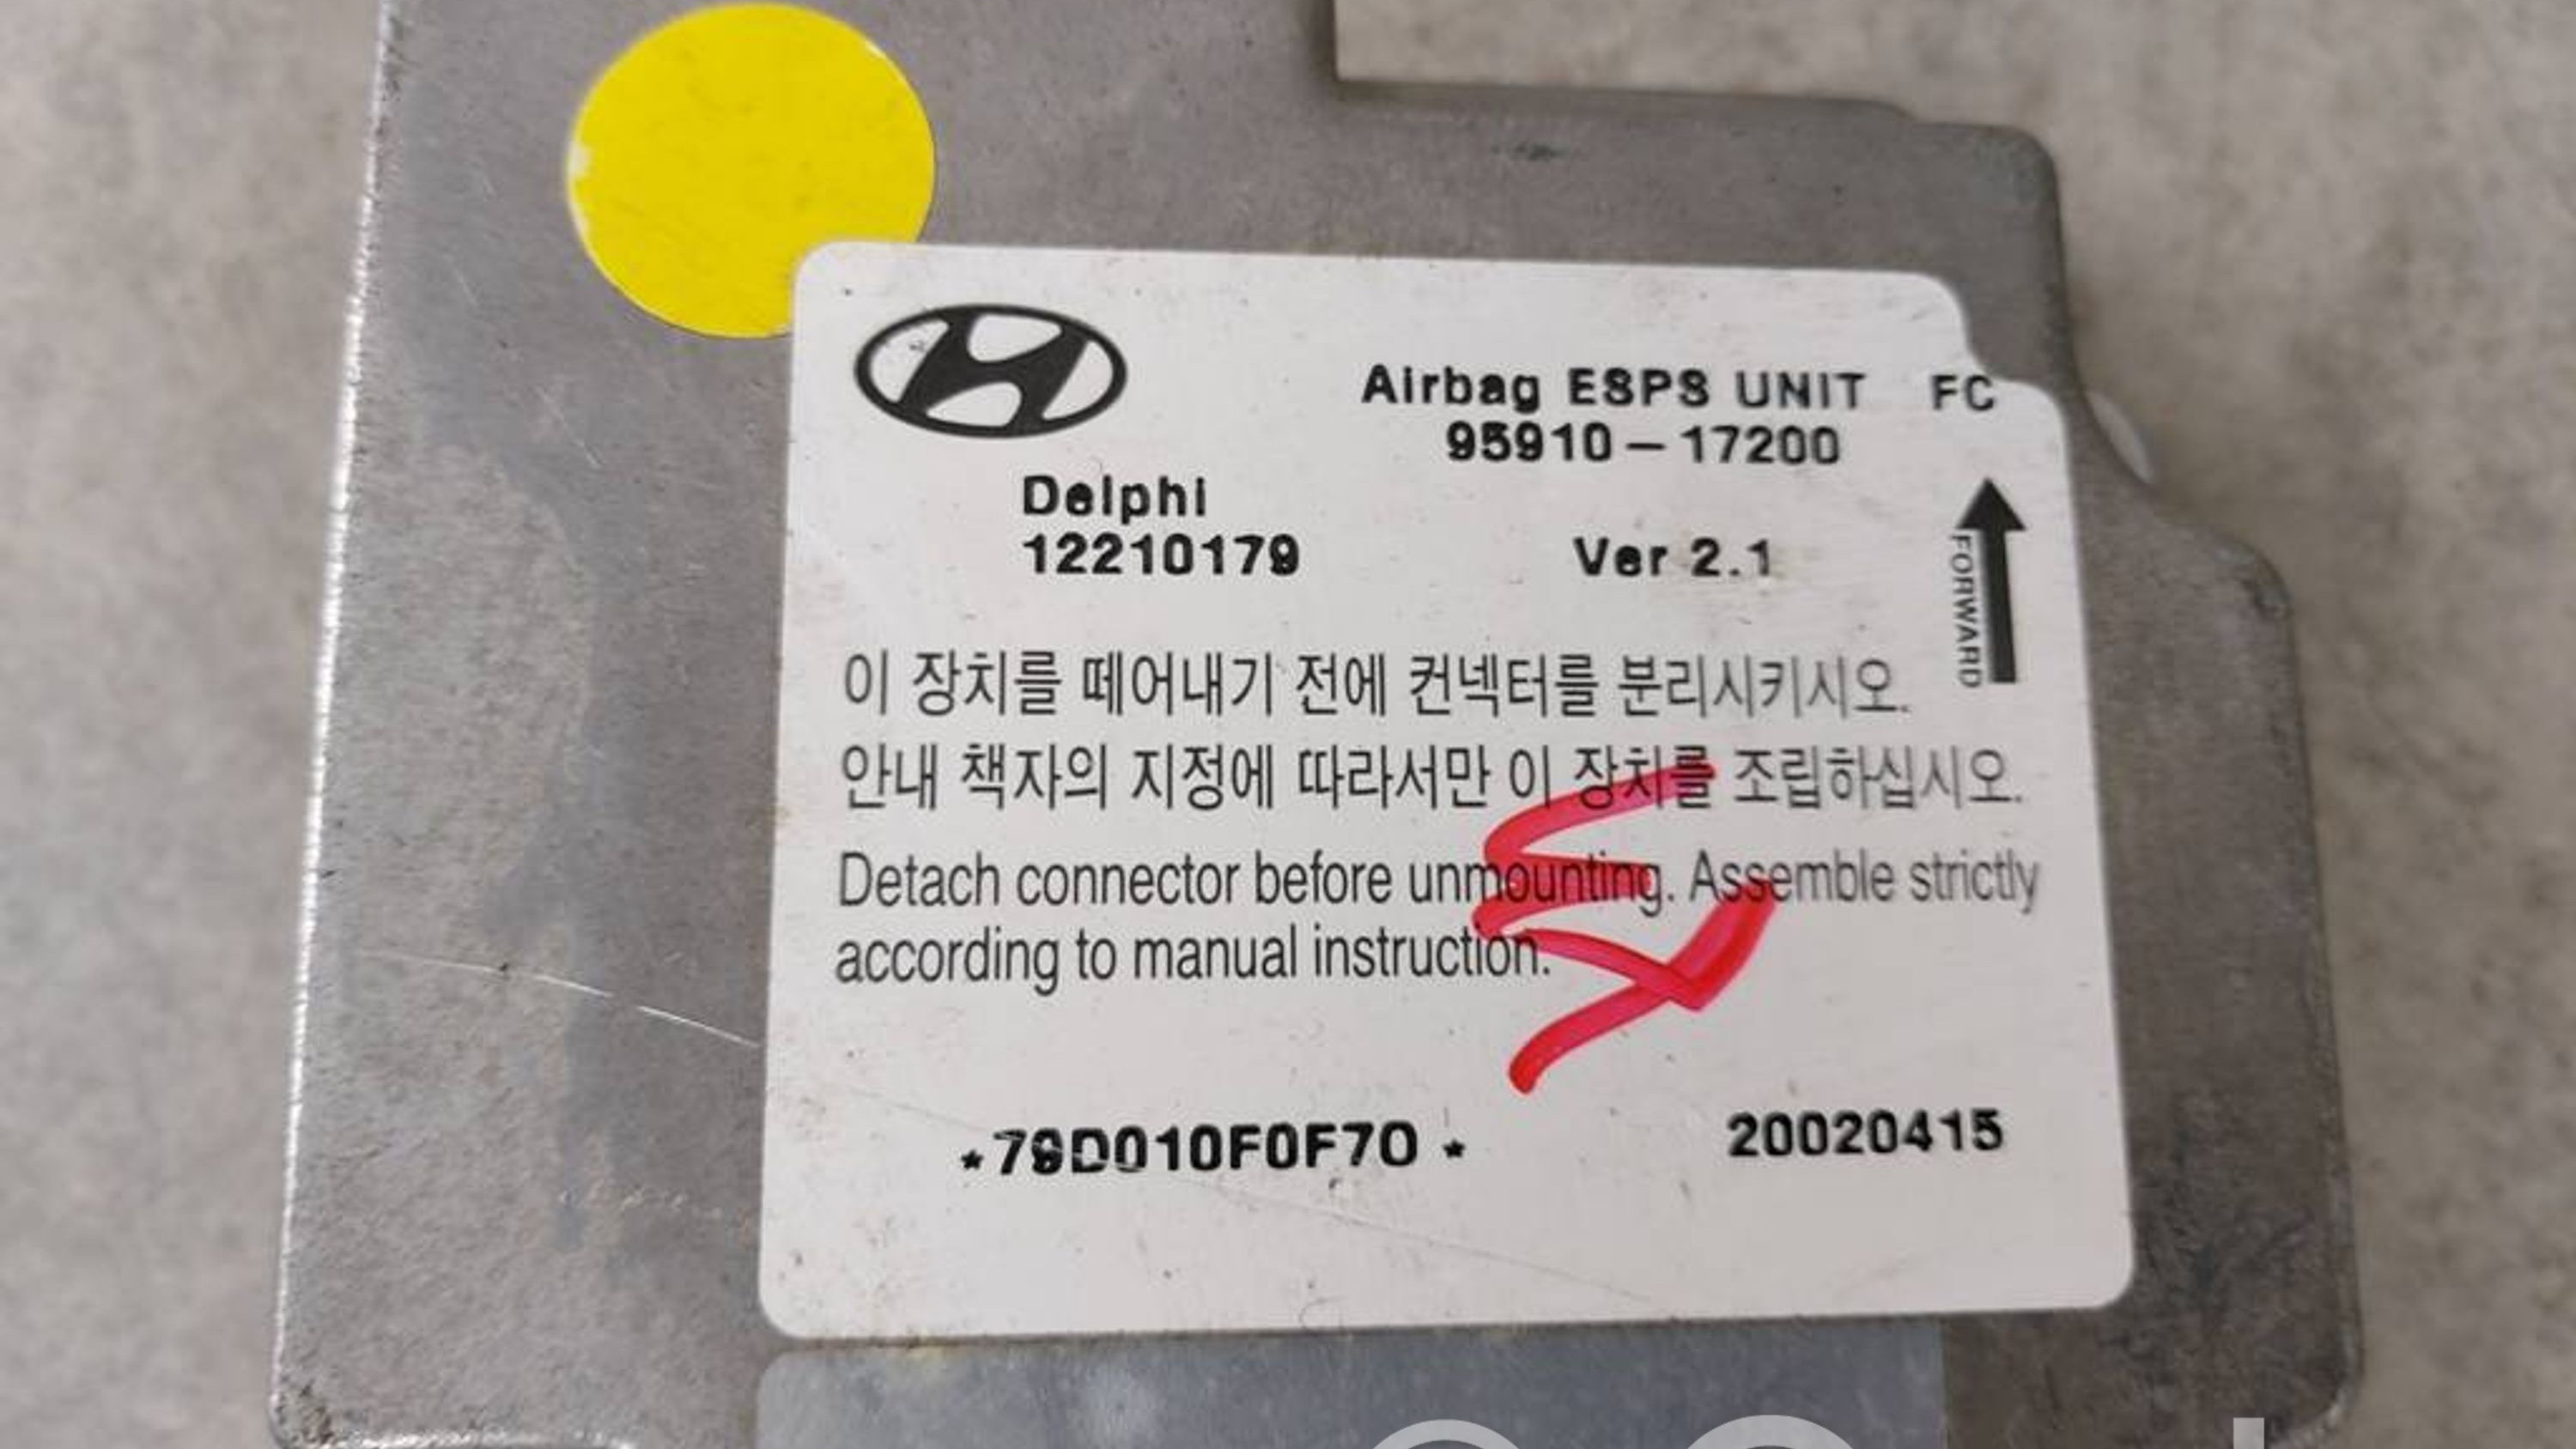 Airbag ESPS UNIT FC
95910-17200
Delphi
12210179
Ver 2.1
FORWARD
이 장치를 떼어내기 전에 컨넥터를 분리시키시오.
안내 책자의 지정에 따라서만 이 장치를 조립하십시오.
Detach connector before unmounting. Assemble strictly
according to manual instruction.
*79D010F0F70 *
20020415